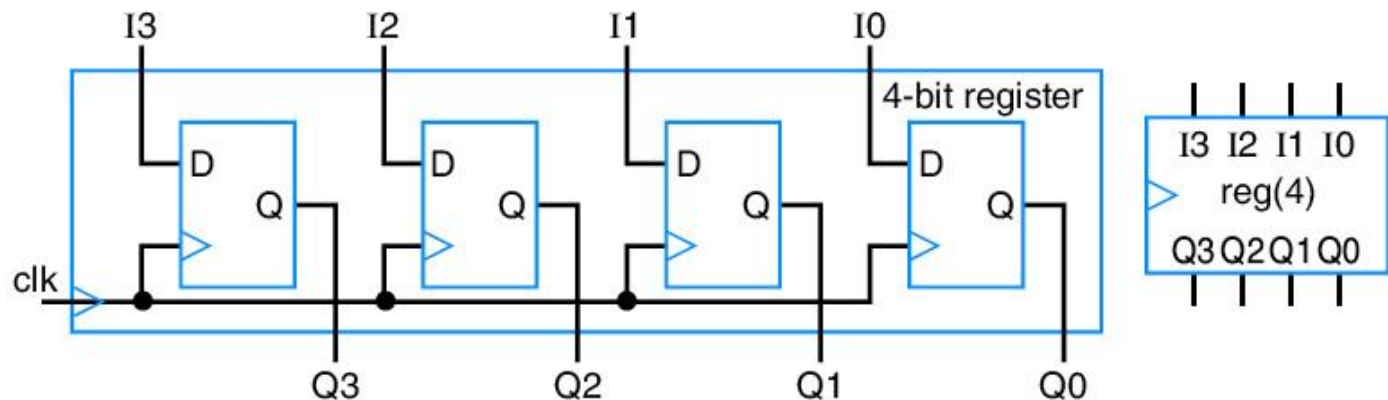 I3 I2 I1 I0
4-bit register
D D D D
Q Q Q Q
clk
Q3 Q2 Q1 Q0
I3 I2 I1 I0
reg(4)
Q3 Q2 Q1 Q0